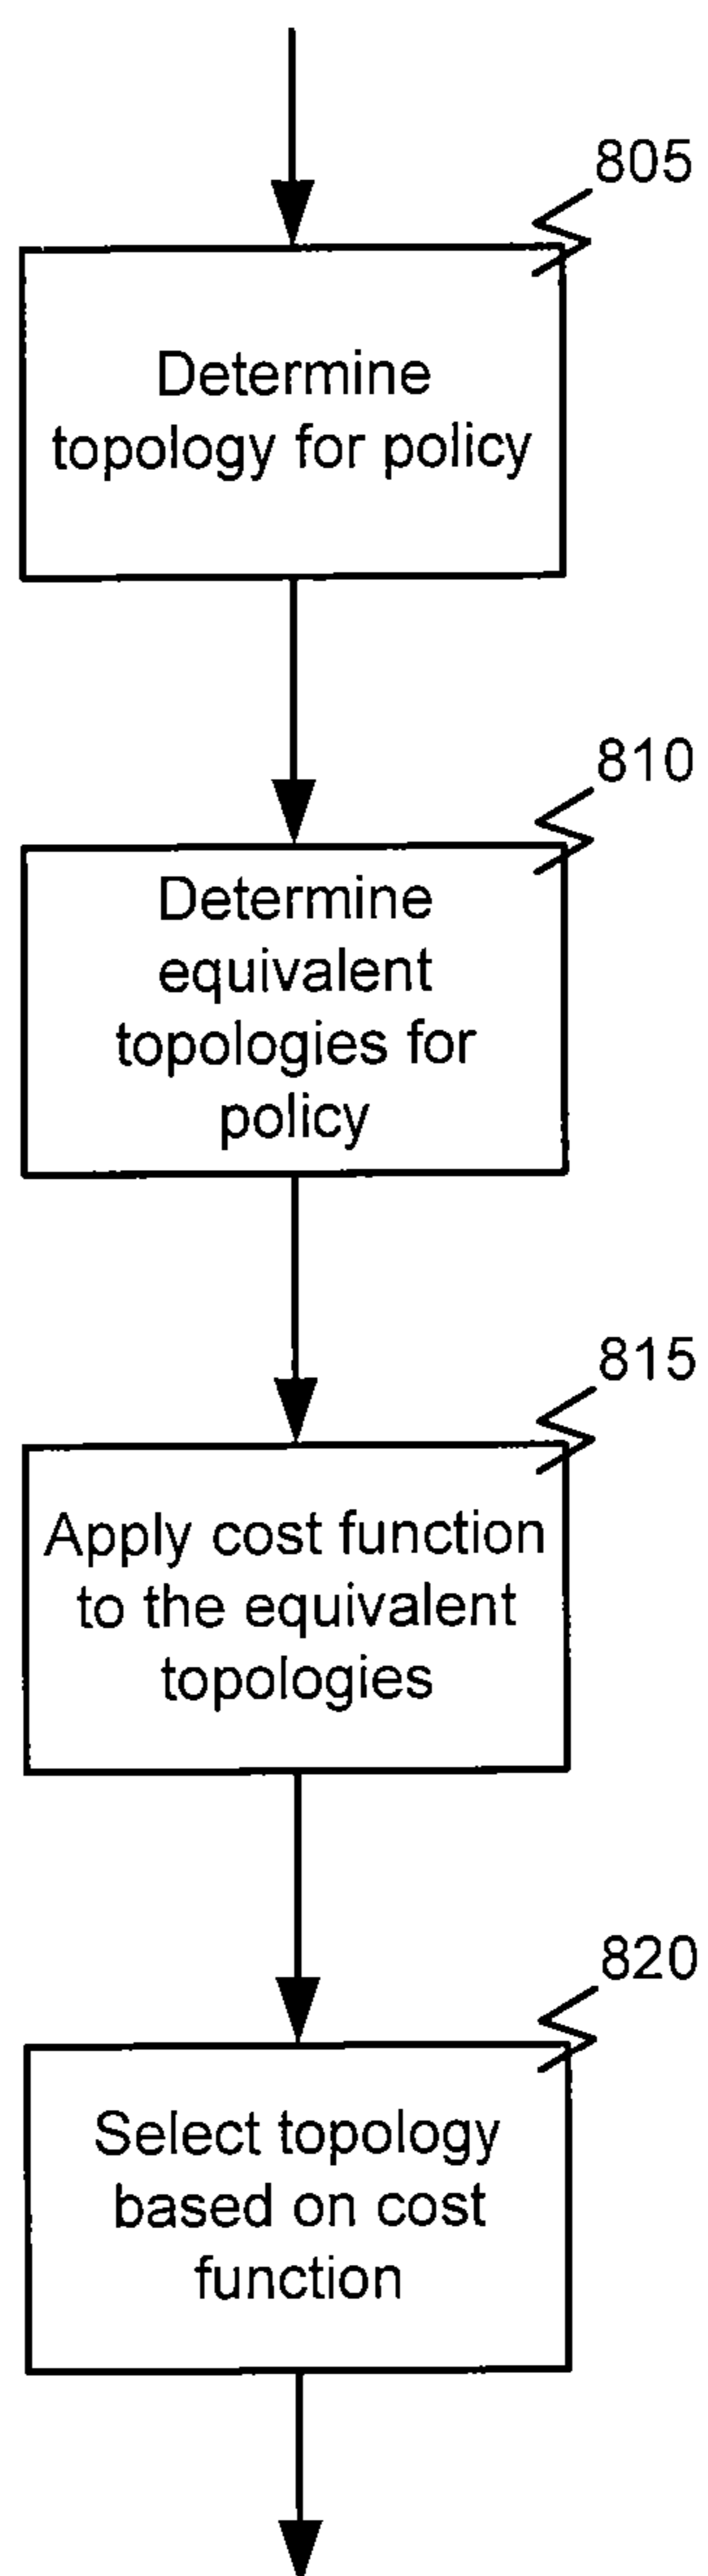 805
Determine
topology for policy
810
Determine
equivalent
topologies for
policy
815
Apply cost function
to the equivalent
topologies
820
Select topology
based on cost
function